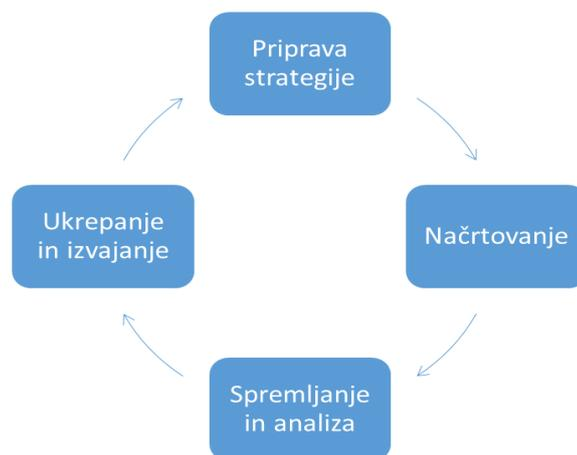 Priprava
strategije
Načrtovanje
Spremljanje
in analiza
Ukrepanje
in izvajanje